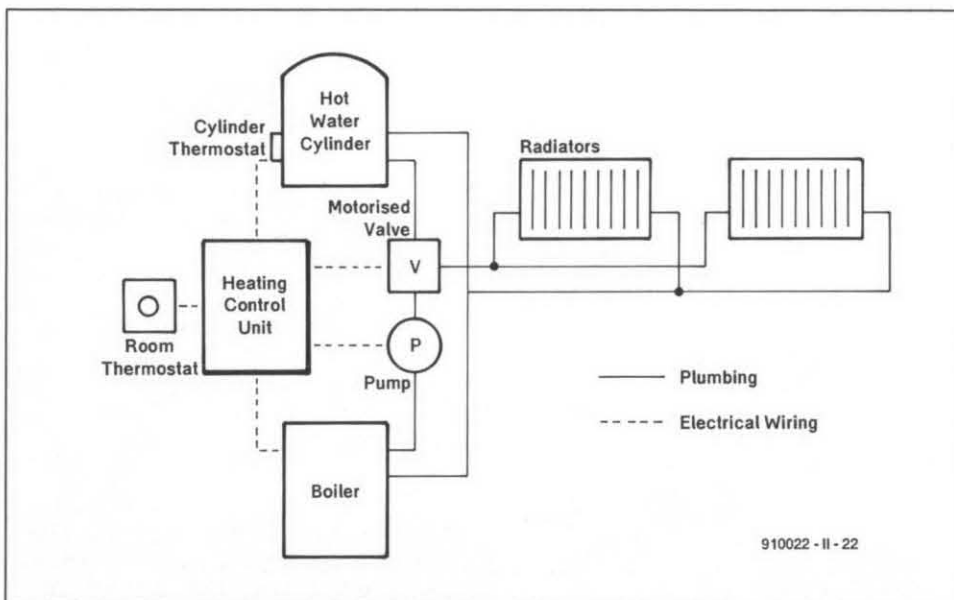 Hot
Water
Cylinder
Cylinder
Thermostat
Radiators
Motorised
Valve
V
Heating
Control
Unit
Room
Thermostat
P
Pump
Plumbing
Electrical Wiring
Boiler
910022 - II - 22